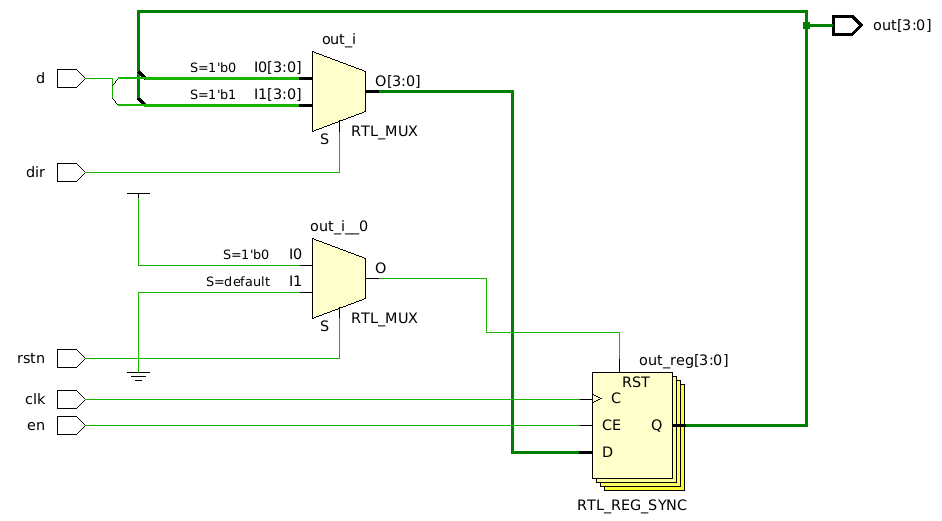 out[3:0]
out_i
d
S=1'b0 I0[3:0]
O[3:0]
S=1'b1 I1[3:0]
S
RTL_MUX
dir
out_i__0
S=1'b0 I0
O
S=default I1
S
RTL_MUX
rstn
out_reg[3:0]
RST
clk
C
en
CE
Q
D
RTL_REG_SYNC